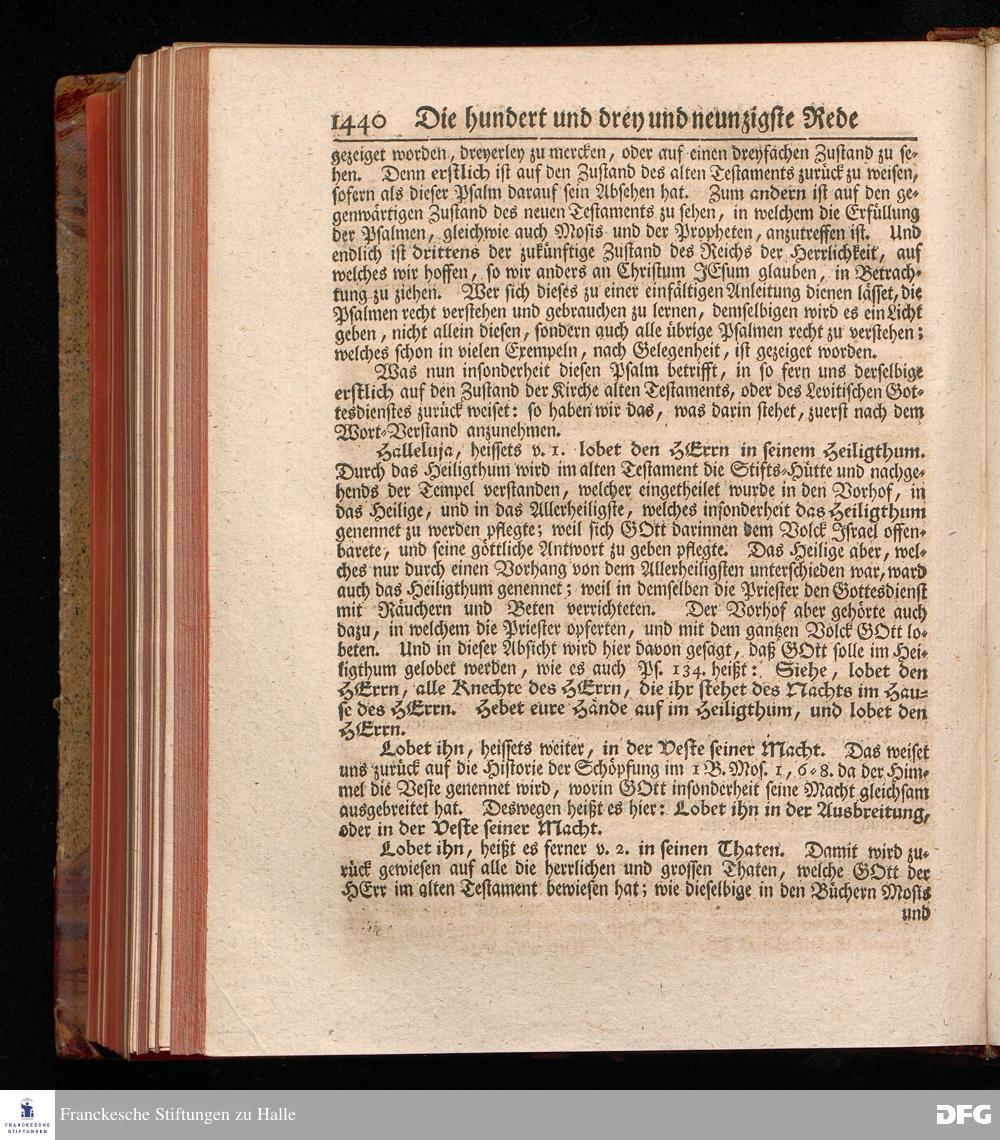 1440 Die hundert und drey und neunzigste Rede
gezeiget worden, dreyerley zu mercken, oder auf einen dreyfachen Zustand zu se-
hen. Denn erstlich ist auf den Zustand des alten Testaments zurück zu weisen,
sofern als dieser Psalm darauf sein Absehen hat. Zum andern ist auf den ge-
genwärtigen Zustand des neuen Testaments zu sehen, in welchem die Erfüllung
der Psalmen, gleichwie auch Mosis und der Propheten, anzutreffen ist. Und
endlich ist drittens der zukünftige Zustand des Reichs der Herrlichkeit, auf
welches wir hoffen, so wir anders an Christum JEsum glauben, in Betrach-
tung zu ziehen. Wer sich dieses zu einer einfältigen Anleitung dienen lässet, die
Psalmen recht verstehen und gebrauchen zu lernen, demselbigen wird es ein Licht
geben, nicht allein diesen, sondern auch alle übrige Psalmen recht zu verstehen;
welches schon in vielen Exempeln, nach Gelegenheit, ist gezeiget worden.
Was nun insonderheit diesen Psalm betrifft, in so fern uns derselbige
erstlich auf den Zustand der Kirche alten Testaments, oder des Levitischen Got-
tesdienstes zurück weiset: so haben wir das, was darin stehet, zuerst nach dem
Wort-Verstand anzunehmen.
Halleluja, heissets v. 1. lobet den HErrn in seinem Heiligthum.
Durch das Heiligthum wird im alten Testament die Stifts-Hütte und nachge-
hends der Tempel verstanden, welcher eingetheilet wurde in den Vorhof, in
das Heilige, und in das Allerheiligste, welches insonderheit das Heiligthum
genennet zu werden pflegte; weil sich GOtt darinnen dem Volck Israel offen-
barete, und seine göttliche Antwort zu geben pflegte. Das Heilige aber, wel-
ches nur durch einen Vorhang von dem Allerheiligsten unterschieden war, ward
auch das Heiligthum genennet; weil in demselben die Priester den Gottesdienst
mit Räuchern und Beten verrichteten. Der Vorhof aber gehörte auch
dazu, in welchem die Priester opferten, und mit dem gantzen Volck GOtt lo-
beten. Und in dieser Absicht wird hier davon gesagt, daß GOtt solle im Hei-
ligthum gelobet werden, wie es auch Ps. 134. heißt: Siehe, lobet den
HErrn, alle Knechte des HErrn, die ihr stehet des Nachts im Hau-
se des HErrn. Hebet eure Hände auf im Heiligthum, und lobet den
HErrn.
Lobet ihn, heissets weiter, in der Veste seiner Macht. Das weiset
uns zurück auf die Historie der Schöpfung im 1 B. Mos. 1, 6-8. da der Him-
mel die Veste genennet wird, worin GOtt insonderheit seine Macht gleichsam
ausgebreitet hat. Deswegen heißt es hier: Lobet ihn in der Ausbreitung,
oder in der Veste seiner Macht.
Lobet ihn, heißt es ferner v. 2. in seinen Thaten. Damit wird zu-
rück gewiesen auf alle die herrlichen und grossen Thaten, welche GOtt der
HErr im alten Testament bewiesen hat; wie dieselbige in den Büchern Mosis
und
FRANCKESCHE
STIFTUNGEN
Franckesche Stiftungen zu Halle
DFG